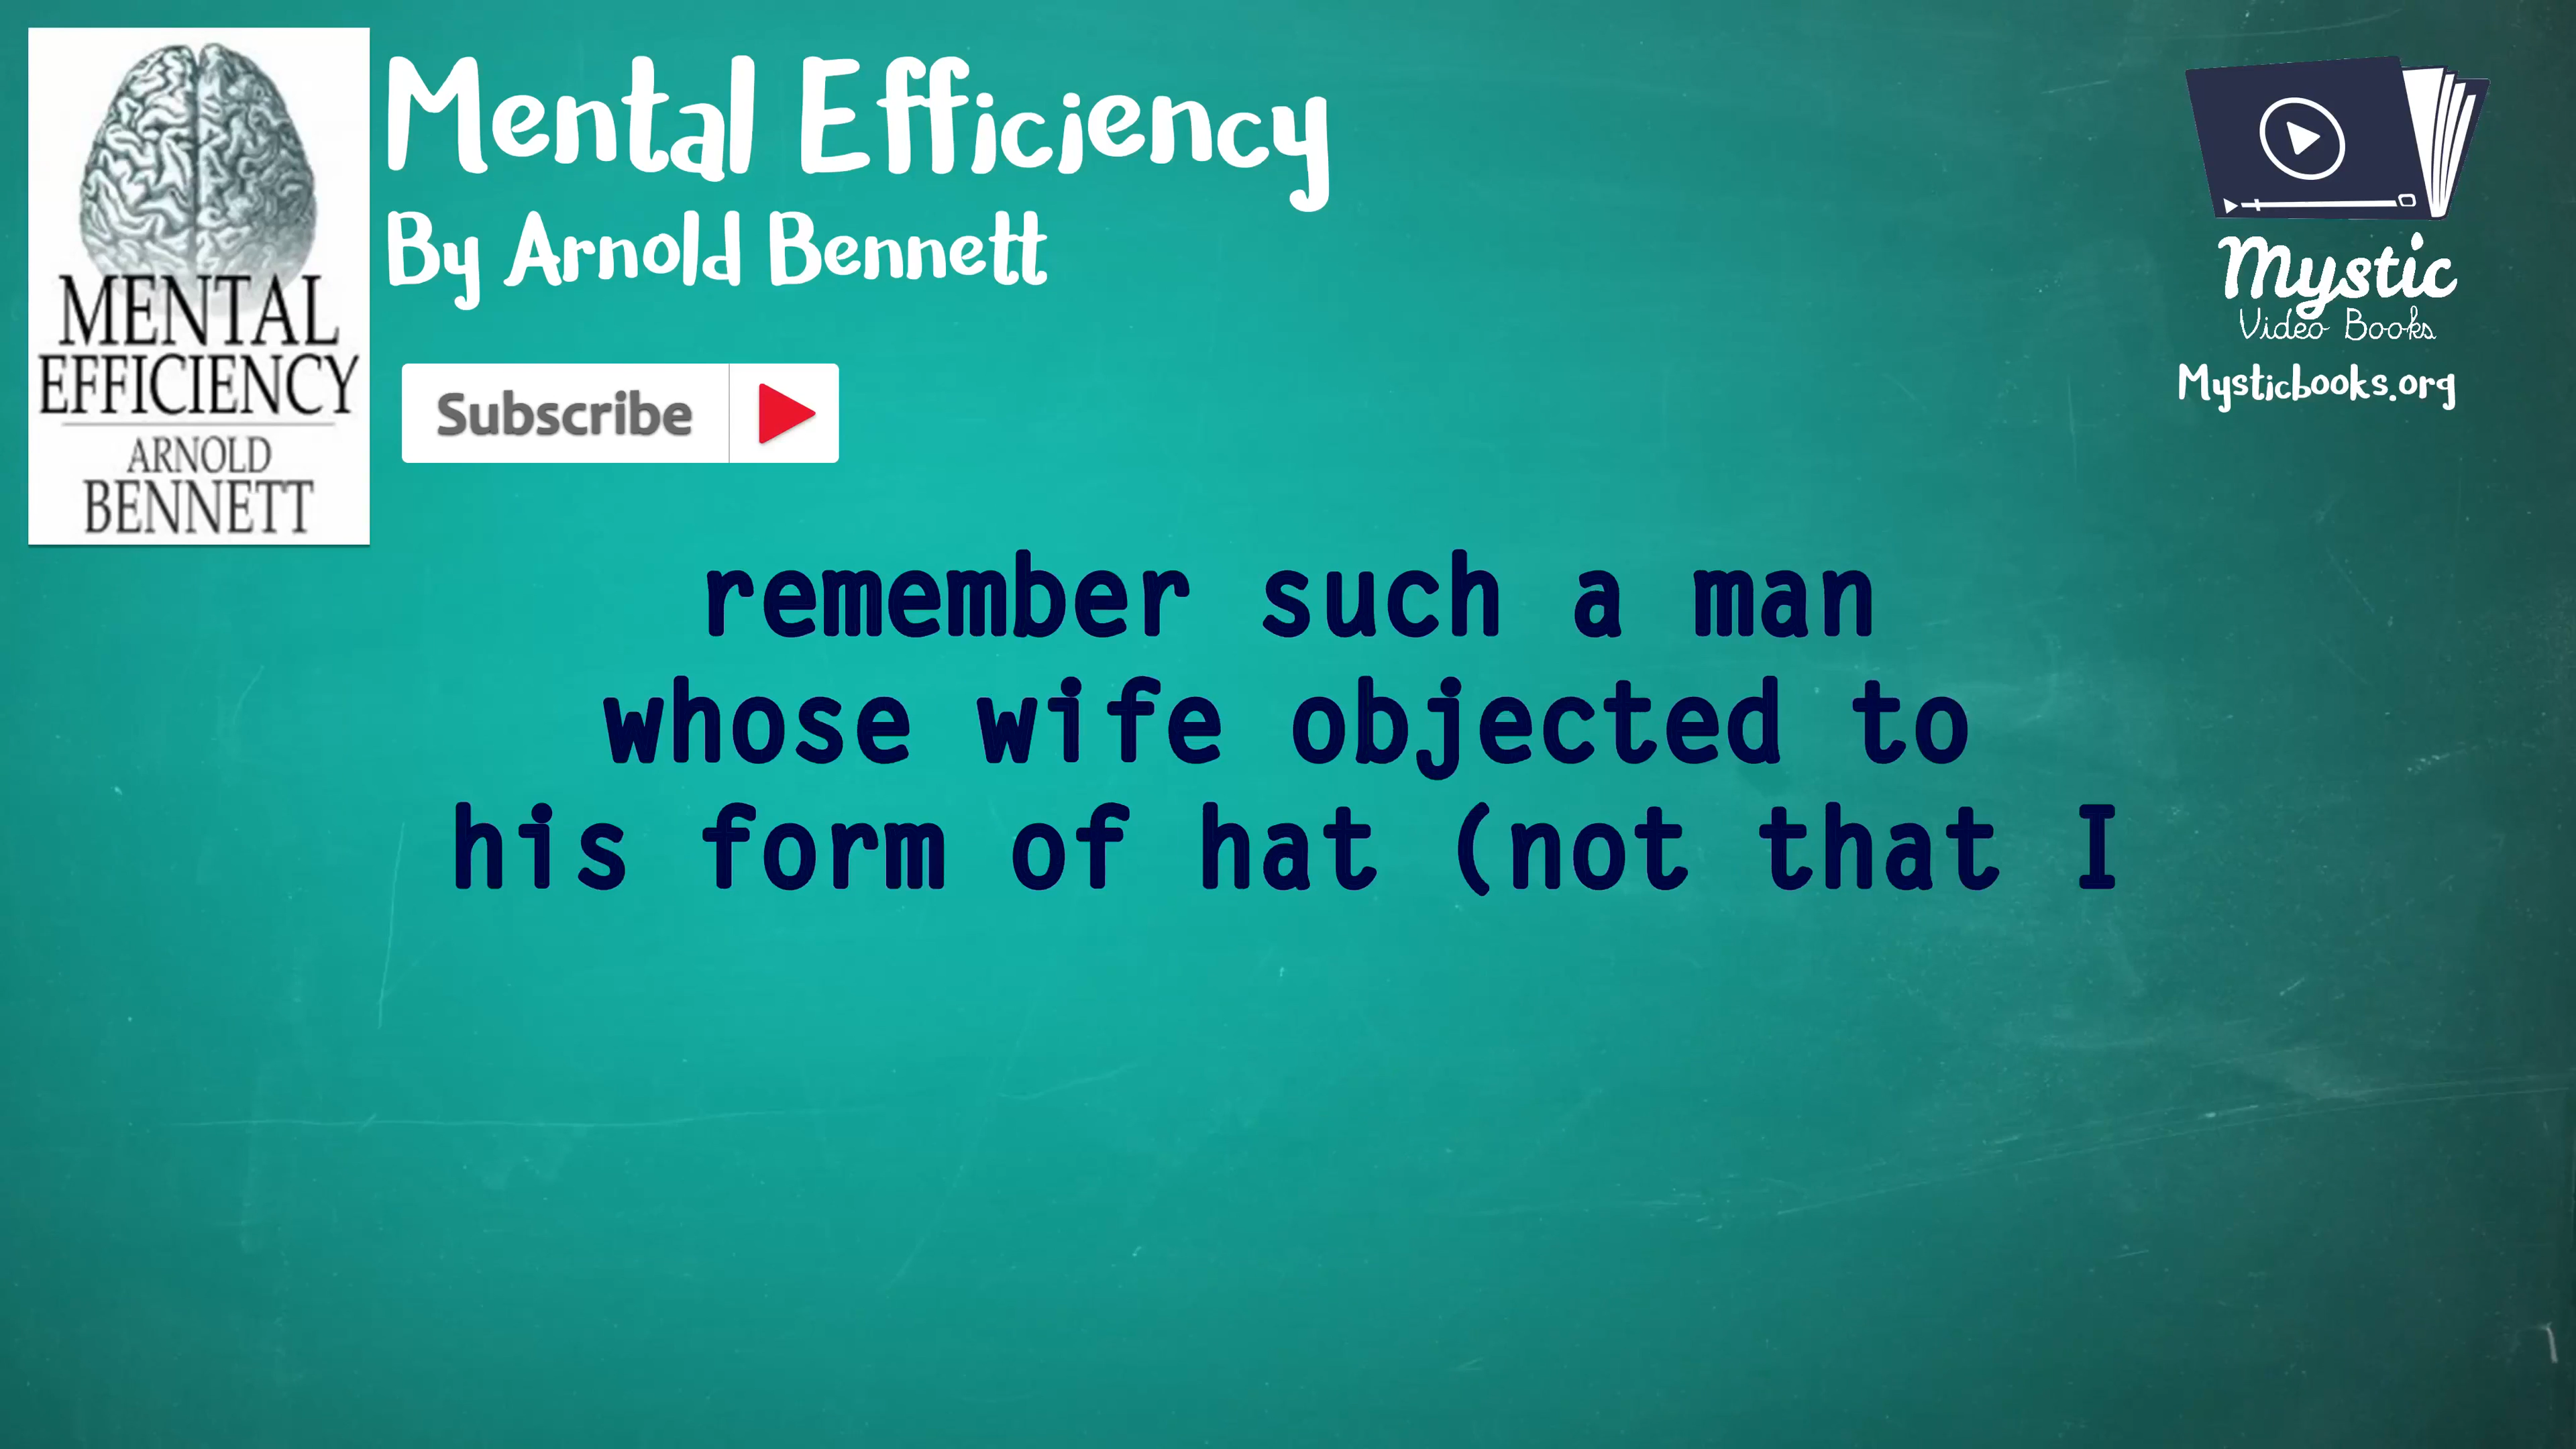 MENTAL
EFFICIENCY
ARNOLD
BENNETT
Mental Efficiency
By Arnold Bennett
Subscribe
Mystic
Video Books
Mysticbooks.org
remember such a man
whose wife objected to
his form of hat (not that I